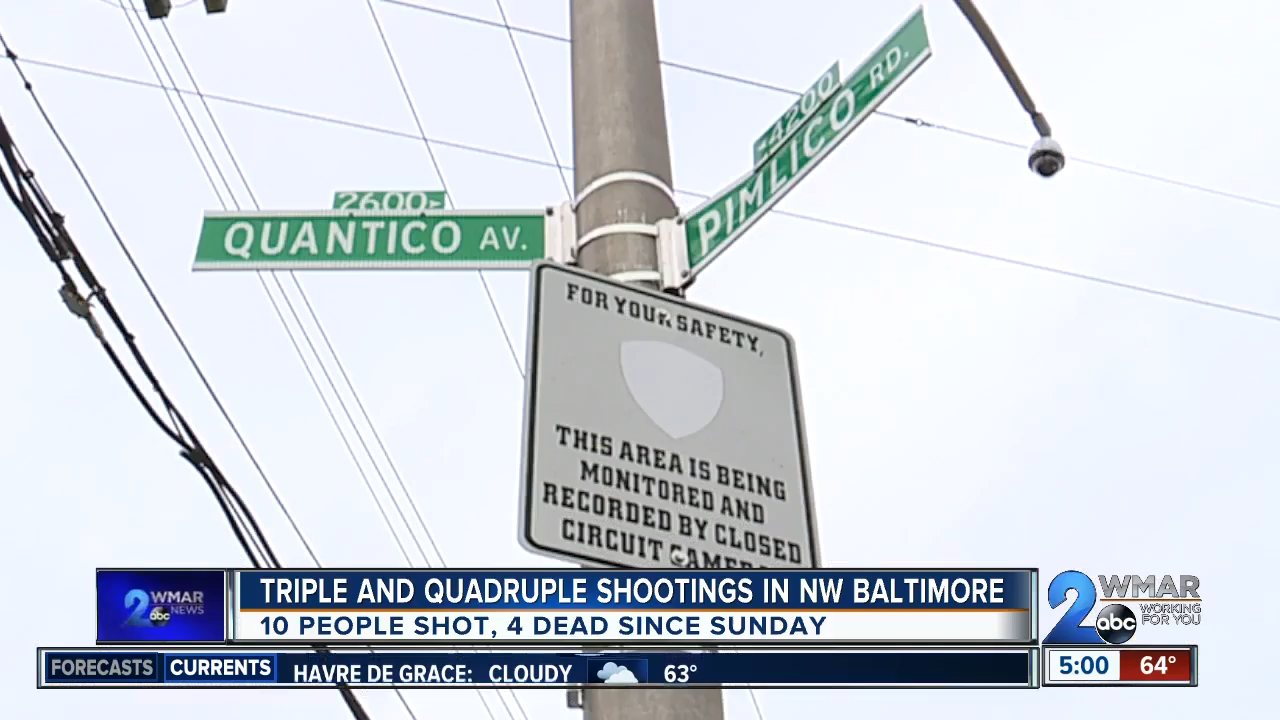 2600
QUANTICO AV.
4200
PIMLICO RD.
FOR YOUR SAFETY,
THIS AREA IS BEING
MONITORED AND
RECORDED BY CLOSED
CIRCUIT
2 WMAR
abc NEWS
TRIPLE AND QUADRUPLE SHOOTINGS IN NW BALTIMORE
10 PEOPLE SHOT, 4 DEAD SINCE SUNDAY
2 WMAR
abc WORKING
FOR YOU
FORECASTS CURRENTS HAVRE DE GRACE: CLOUDY 63°
5:00 64°